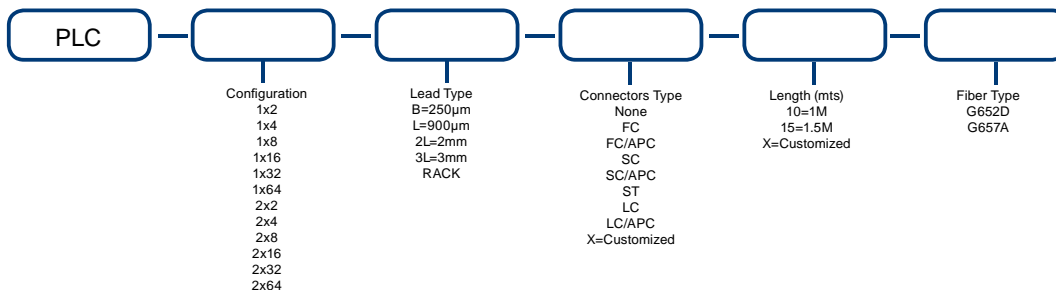 PLC
Configuration
1x2
1x4
1x8
1x16
1x32
1x64
2x2
2x4
2x8
2x16
2x32
2x64
Lead Type
B=250μm
L=900μm
2L=2mm
3L=3mm
RACK
Connectors Type
None
FC
FC/APC
SC
SC/APC
ST
LC
LC/APC
X=Customized
Length (mts)
10=1M
15=1.5M
X=Customized
Fiber Type
G652D
G657A